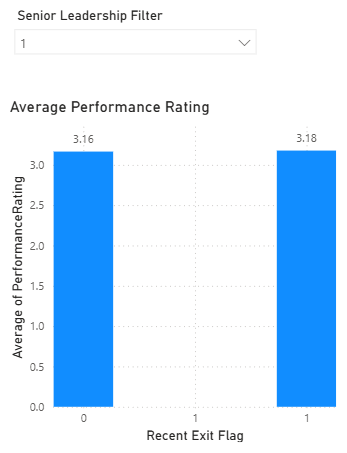 Senior Leadership Filter
1
Average Performance Rating
3.16
3.18
3.0
2.5
2.0
1.5
1.0
0.5
0.0
Average of PerformanceRating
0 1 1
Recent Exit Flag